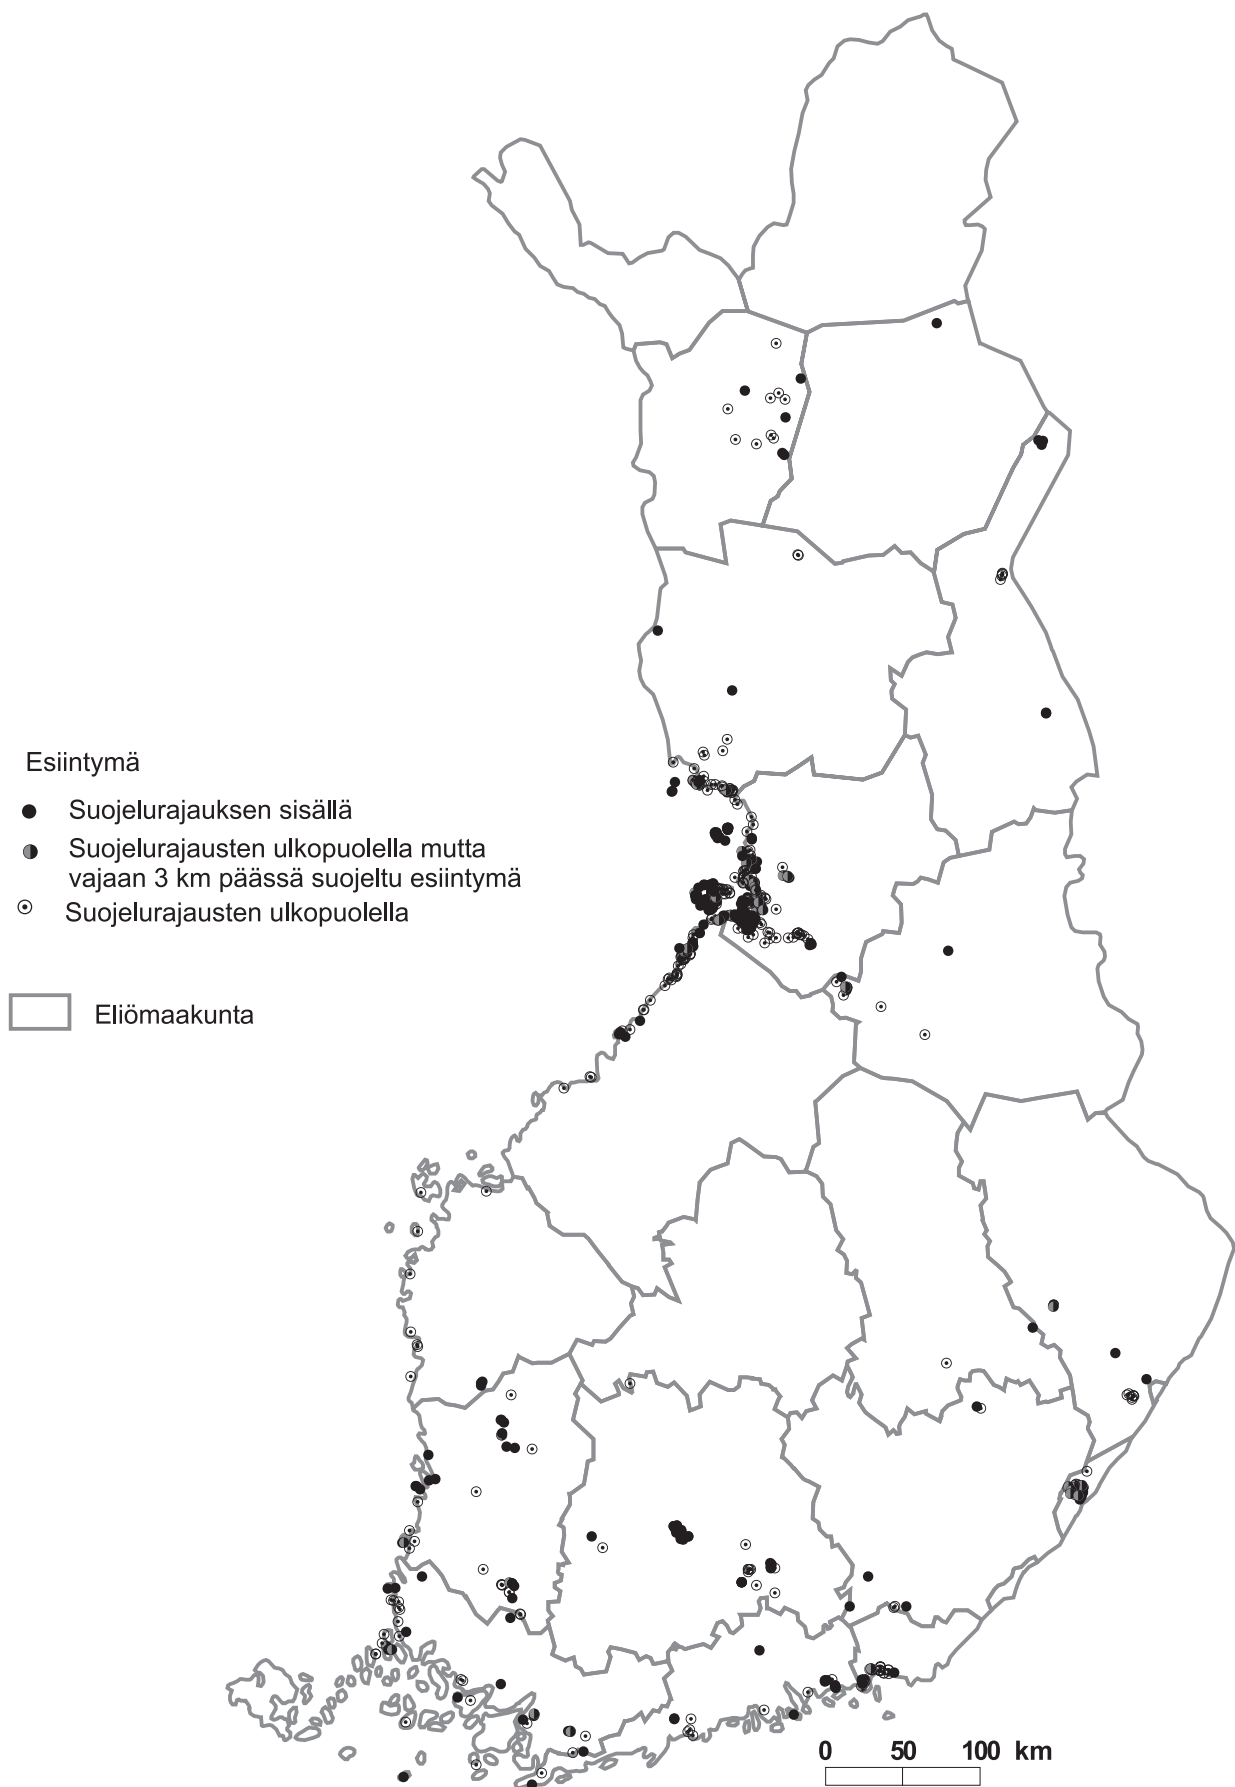 Esiintymä
Suojelurajauksen sisällä
Suojelurajausten ulkopuolella mutta
vajaan 3 km päässä suojeltu esiintymä
Suojelurajausten ulkopuolella
Eliömaakunta
0 50 100 km